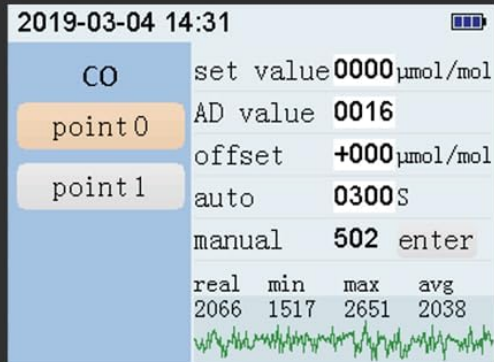 2019-03-04 14:31
CO
point 0
point 1
set value 0000 μmol/mol
AD value 0016
offset +000 μmol/mol
auto 0300 S
manual 502 enter
real min max avg
2066 1517 2651 2038